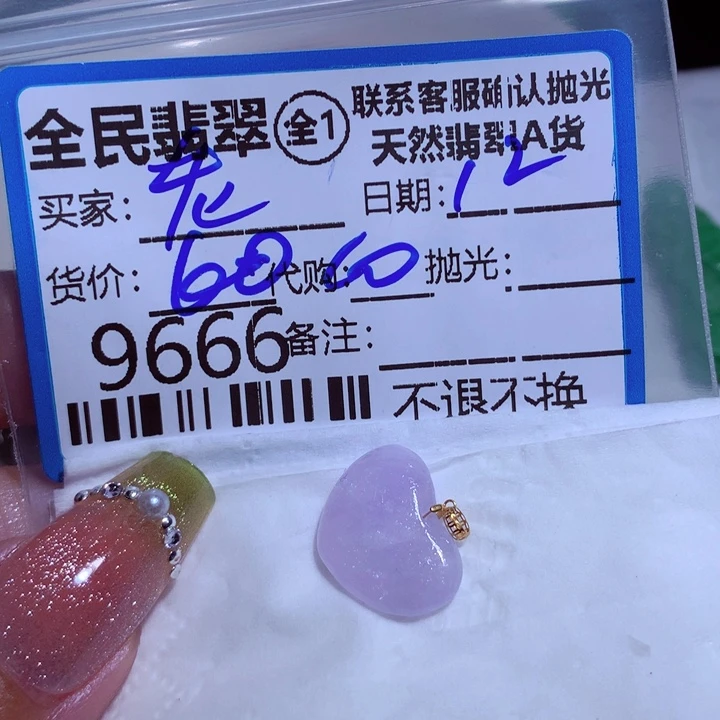 全民翡翠 全1 联系客服确认抛光
天然翡翠A货
买家: 日期: 12
货价: 代购: 抛光:
9666 备注:
不退不换